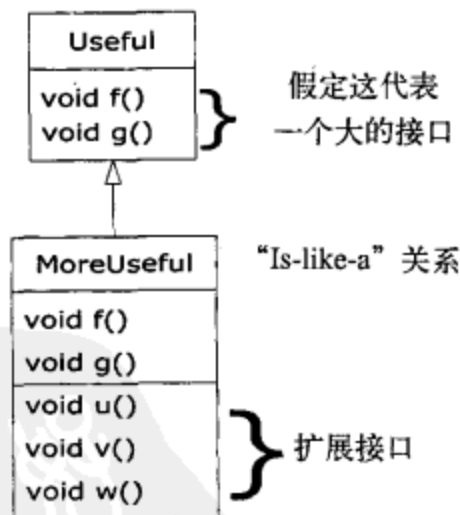 Useful
void f()
void g()
假定这代表
一个大的接口
MoreUseful
“Is-like-a”关系
void f()
void g()
void u()
void v()
void w()
扩展接口